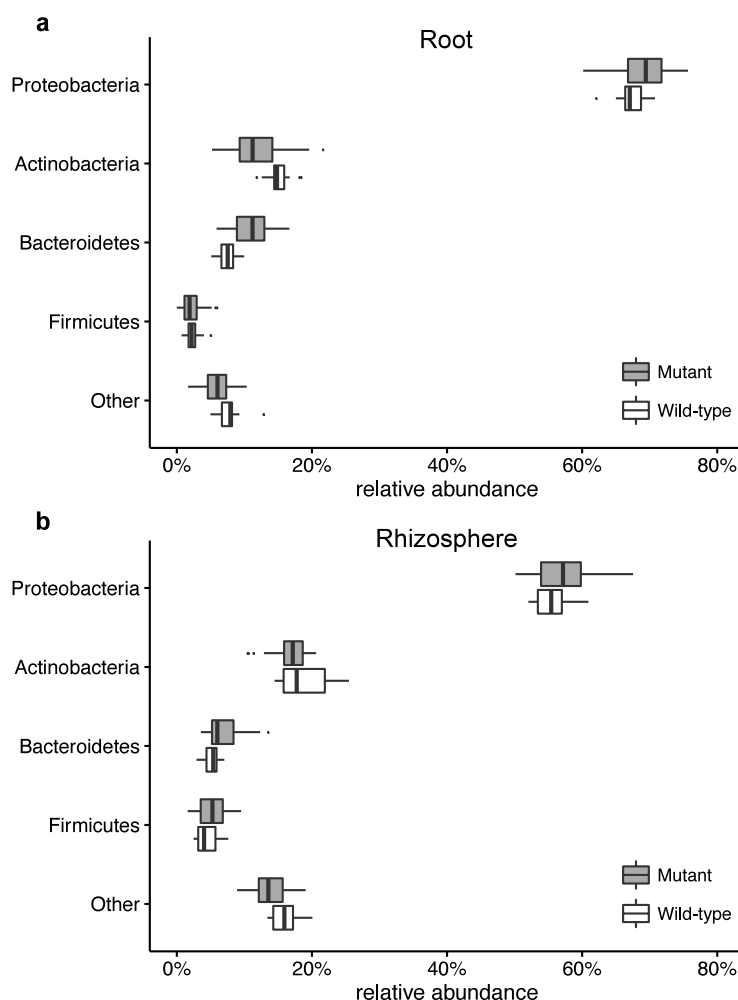 a
Root
Proteobacteria
Actinobacteria
Bacteroidetes
Firmicutes
Other
Mutant
Wild-type
0% 20% 40% 60% 80%
relative abundance
b
Rhizosphere
Proteobacteria
Actinobacteria
Bacteroidetes
Firmicutes
Other
Mutant
Wild-type
0% 20% 40% 60% 80%
relative abundance